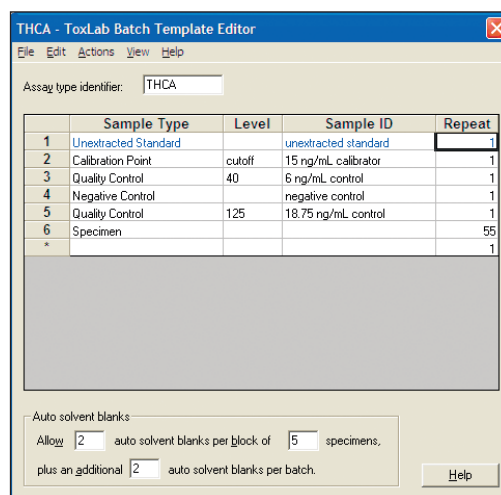 THCA - ToxLab Batch Template Editor
File Edit Actions View Help
Assay type identifier: THCA
Sample Type Level Sample ID Repeat
1 Unextracted Standard unextracted standard 1
2 Calibration Point cutoff 15 ng/mL calibrator 1
3 Quality Control 40 6 ng/mL control 1
4 Negative Control negative control 1
5 Quality Control 125 18.75 ng/mL control 1
6 Specimen 55
* 1
Auto solvent blanks
Allow 2 auto solvent blanks per block of 5 specimens,
plus an additional 2 auto solvent blanks per batch.
Help